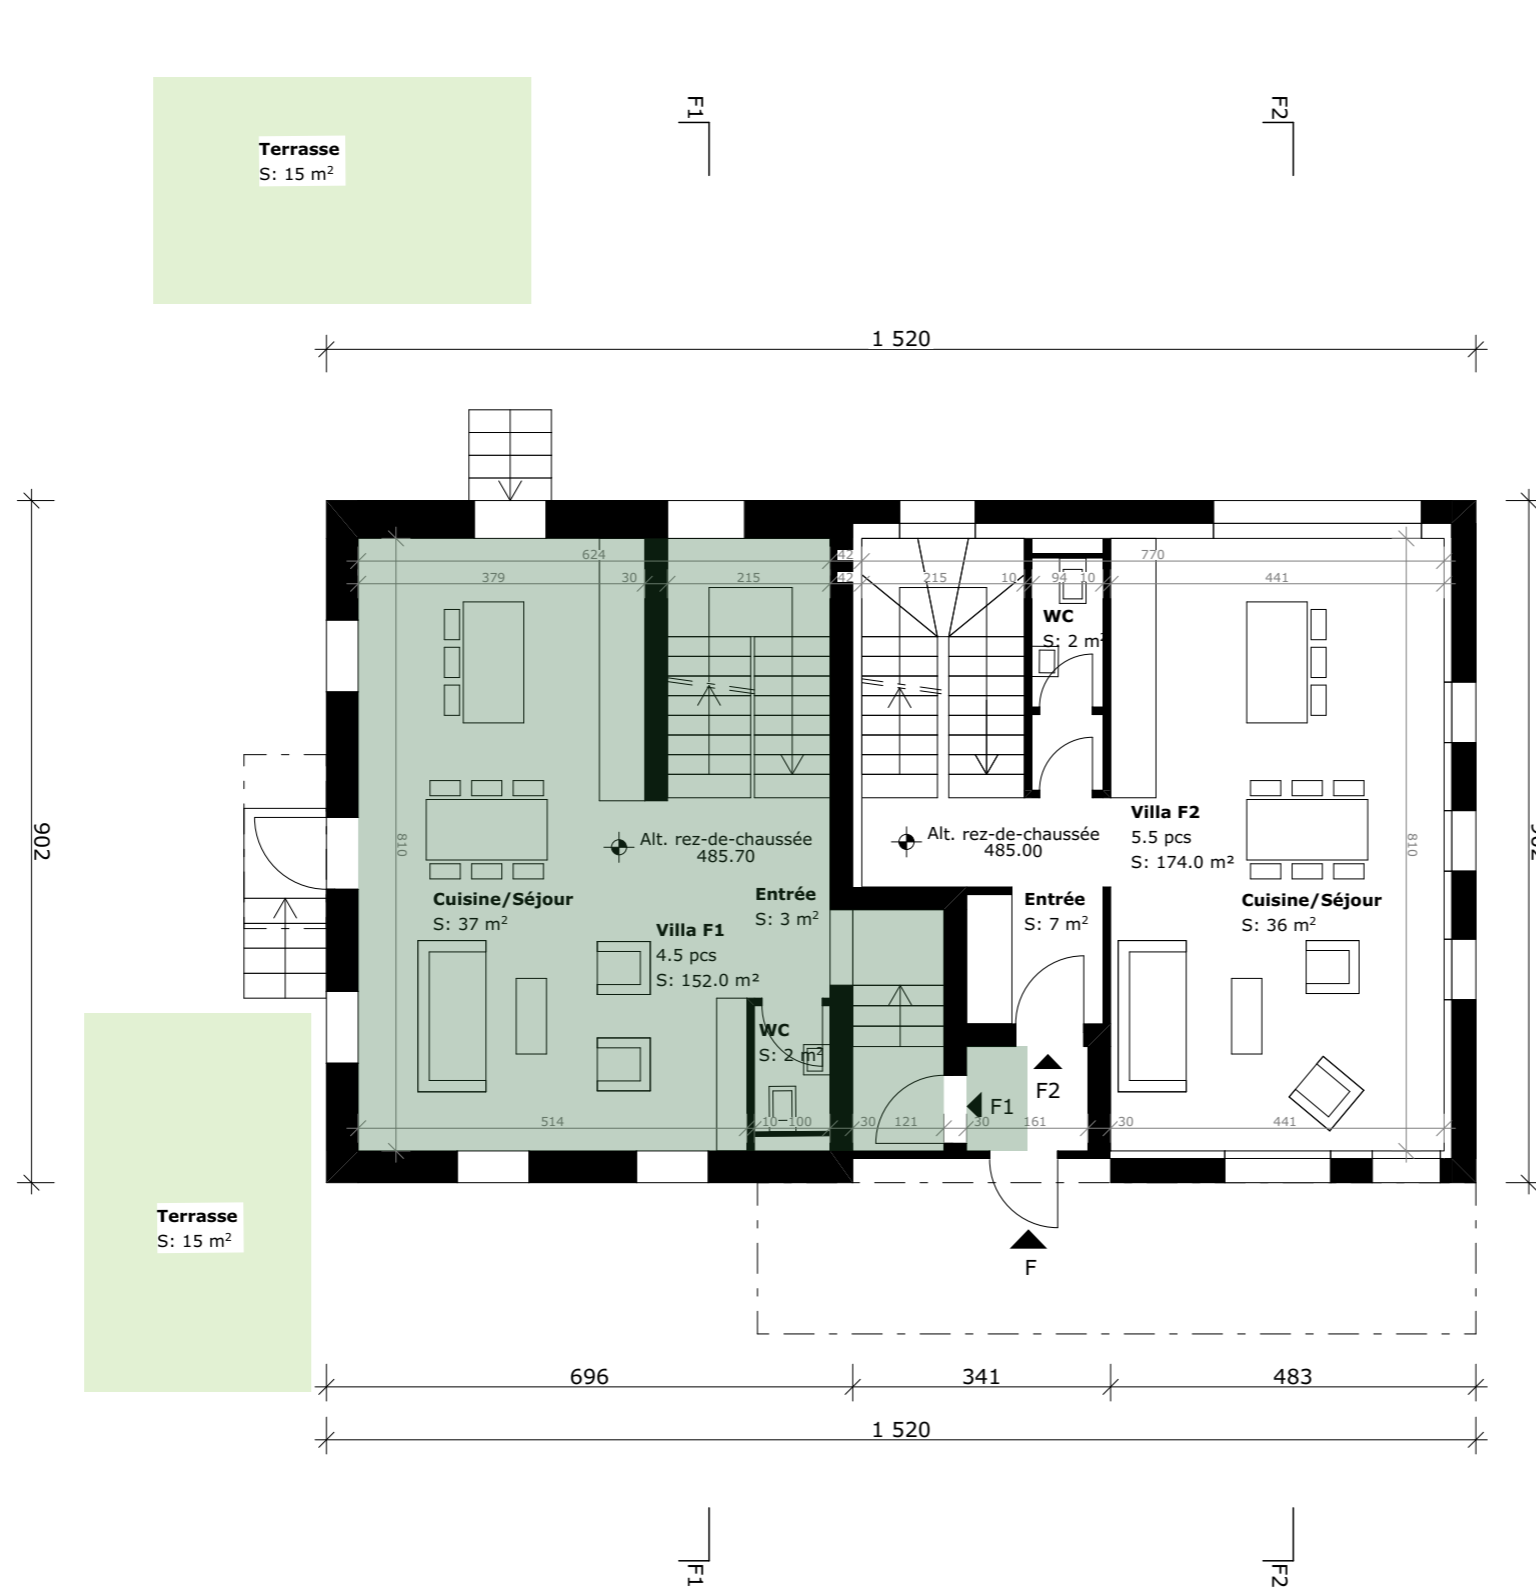 F1
F2
Terrasse
S: 15 m²
1 520
624
42
770
379
30
215
42
215
10
94
10
441
WC
S: 2 m²
902
810
Alt. rez-de-chaussée
485.70
Alt. rez-de-chaussée
485.00
Villa F2
5.5 pcs
S: 174.0 m²
810
Cuisine/Séjour
S: 37 m²
Entrée
S: 3 m²
Villa F1
4.5 pcs
S: 152.0 m²
Entrée
S: 7 m²
Cuisine/Séjour
S: 36 m²
WC
S: 2 m²
F2
F1
514
10
100
30
121
30
161
30
441
Terrasse
S: 15 m²
F
696
341
483
1 520
F1
F2